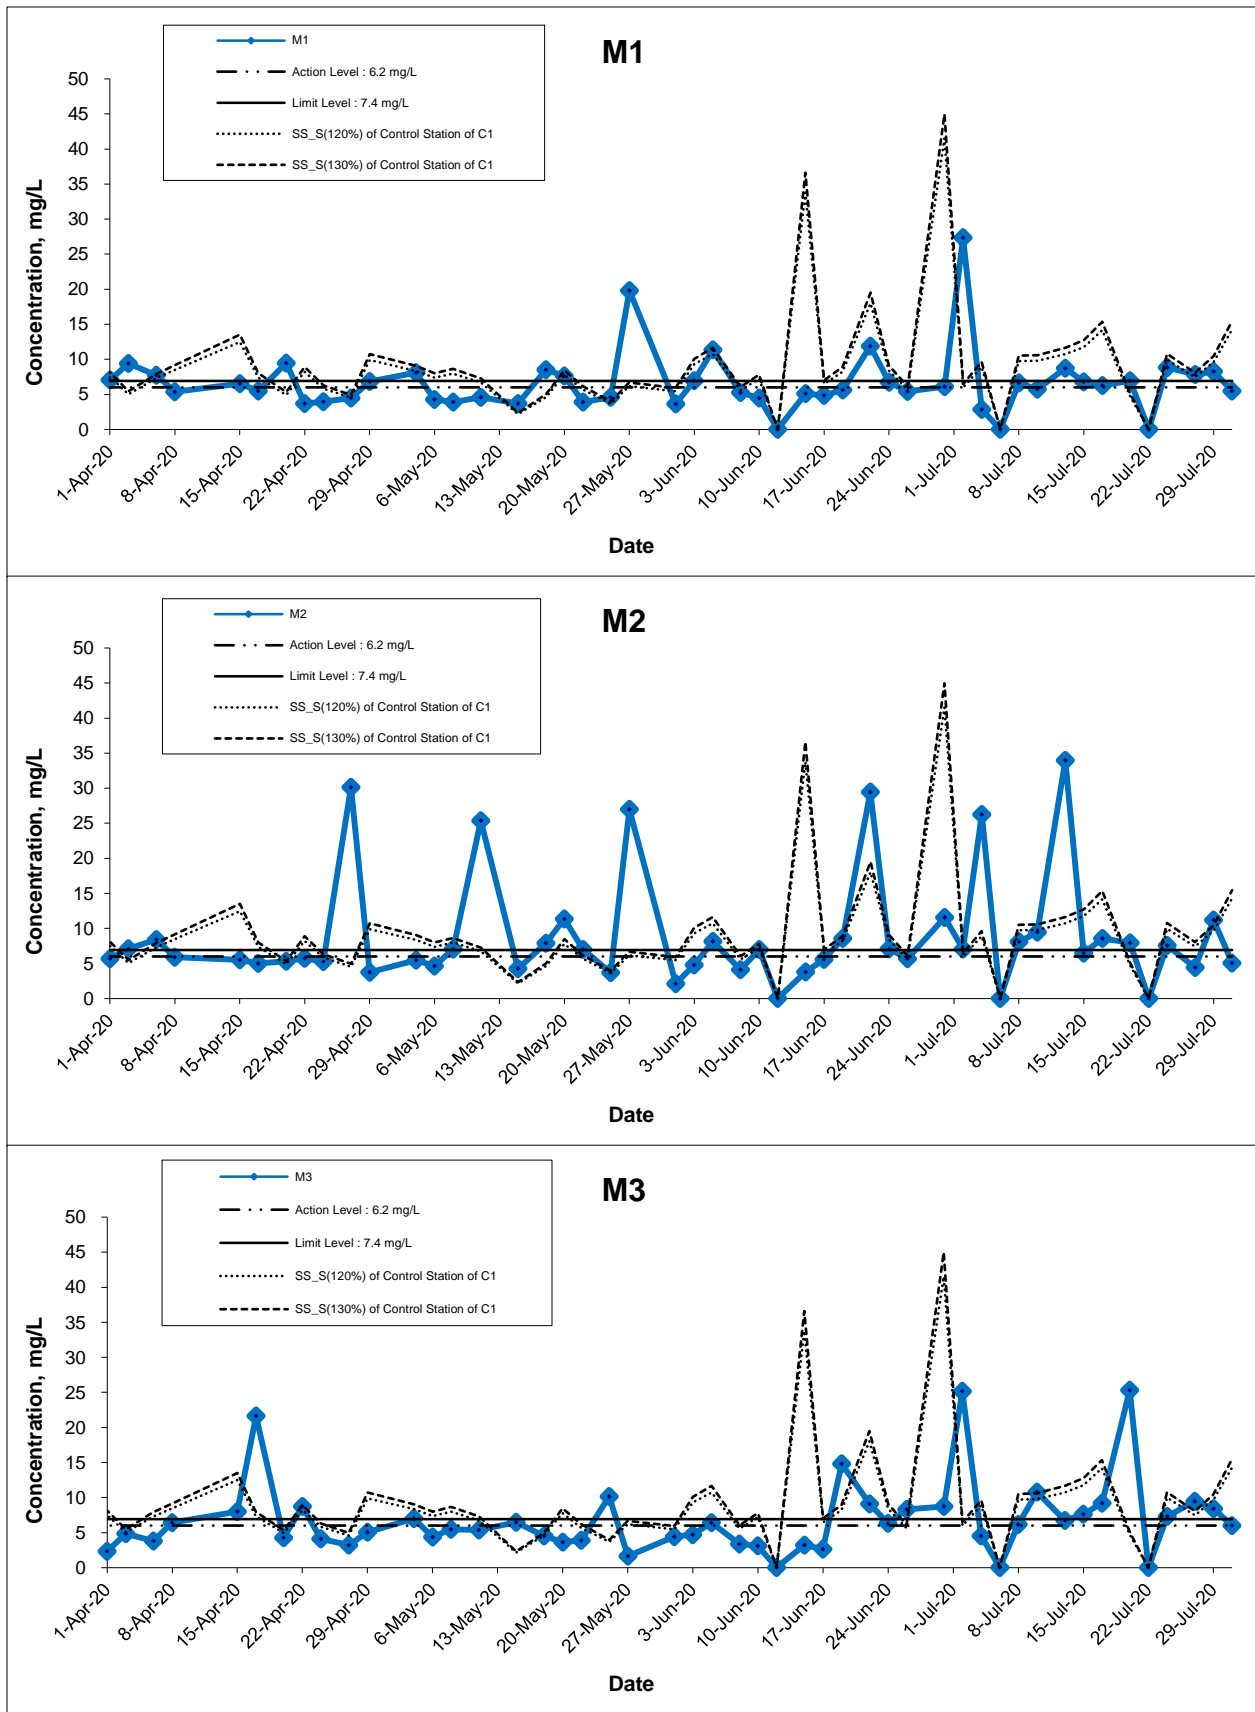 M1
M1
Action Level : 6.2 mg/L
Limit Level : 7.4 mg/L
SS_S(120%) of Control Station of C1
SS_S(130%) of Control Station of C1
Concentration, mg/L
50
45
40
35
30
25
20
15
10
5
0
1-Apr-20
8-Apr-20
15-Apr-20
22-Apr-20
29-Apr-20
6-May-20
13-May-20
20-May-20
27-May-20
3-Jun-20
10-Jun-20
17-Jun-20
24-Jun-20
1-Jul-20
8-Jul-20
15-Jul-20
22-Jul-20
29-Jul-20
Date
M2
M2
Action Level : 6.2 mg/L
Limit Level : 7.4 mg/L
SS_S(120%) of Control Station of C1
SS_S(130%) of Control Station of C1
Concentration, mg/L
50
45
40
35
30
25
20
15
10
5
0
1-Apr-20
8-Apr-20
15-Apr-20
22-Apr-20
29-Apr-20
6-May-20
13-May-20
20-May-20
27-May-20
3-Jun-20
10-Jun-20
17-Jun-20
24-Jun-20
1-Jul-20
8-Jul-20
15-Jul-20
22-Jul-20
29-Jul-20
Date
M3
M3
Action Level : 6.2 mg/L
Limit Level : 7.4 mg/L
SS_S(120%) of Control Station of C1
SS_S(130%) of Control Station of C1
Concentration, mg/L
50
45
40
35
30
25
20
15
10
5
0
1-Apr-20
8-Apr-20
15-Apr-20
22-Apr-20
29-Apr-20
6-May-20
13-May-20
20-May-20
27-May-20
3-Jun-20
10-Jun-20
17-Jun-20
24-Jun-20
1-Jul-20
8-Jul-20
15-Jul-20
22-Jul-20
29-Jul-20
Date